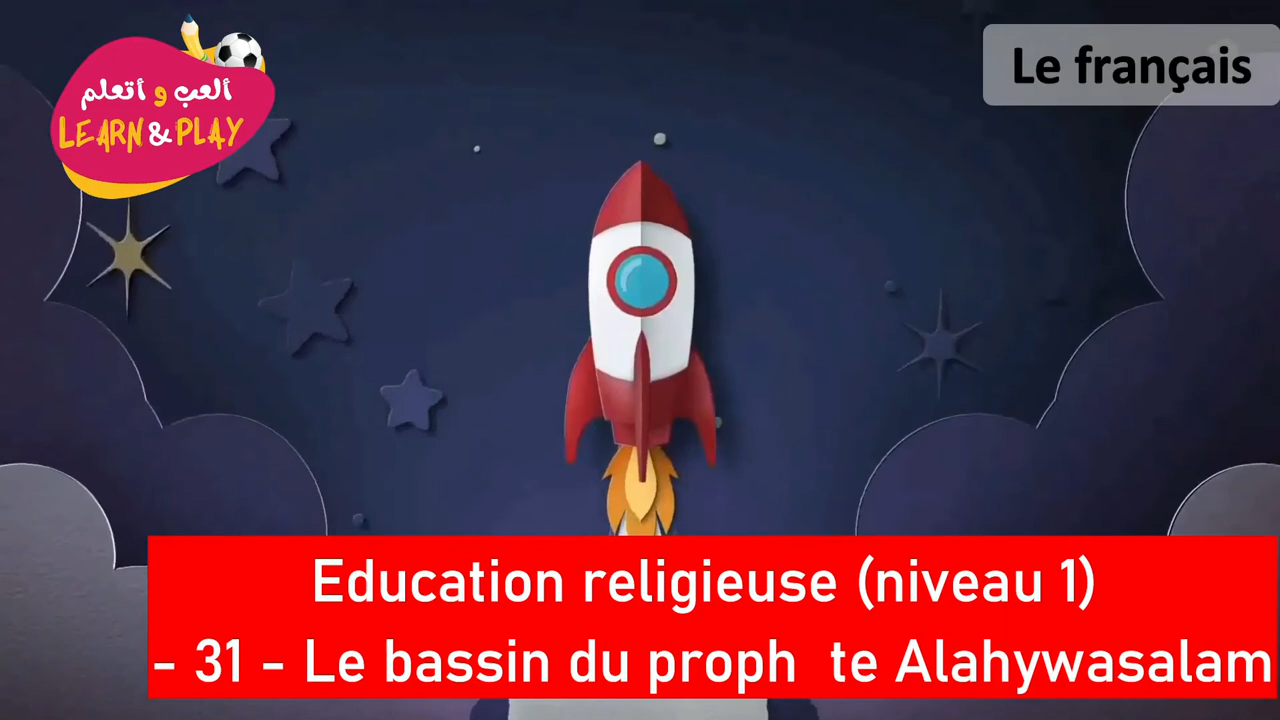 ألعب و أتعلم
LEARN & PLAY
Le français
Education religieuse (niveau 1)
- 31 - Le bassin du proph te Alahywasalam